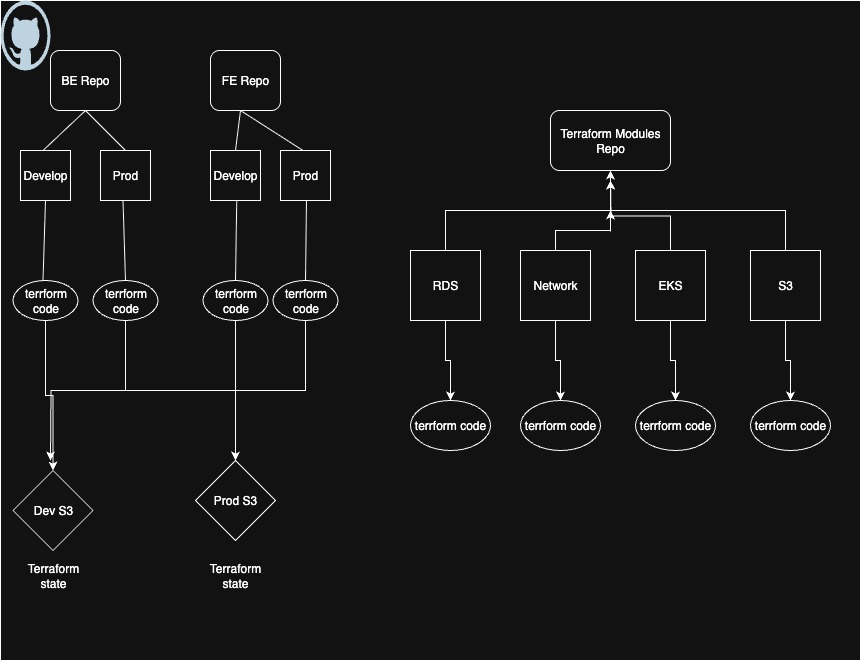 BE Repo
FE Repo
Develop
Prod
Develop
Prod
terrform
code
terrform
code
terrform
code
terrform
code
Dev S3
Prod S3
Terraform
state
Terraform
state
Terraform Modules
Repo
RDS
Network
EKS
S3
terrform code
terrform code
terrform code
terrform code